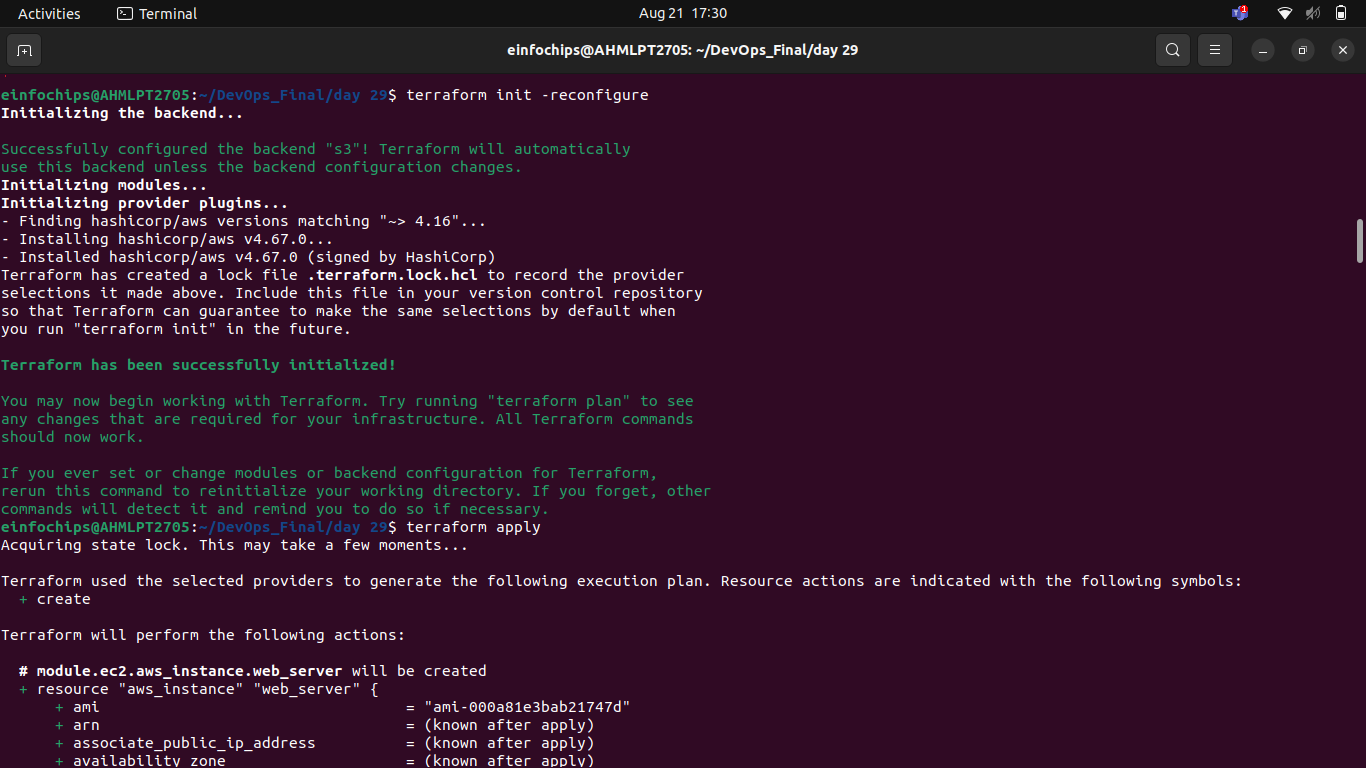 Activities
Terminal
Aug 21 17:30
1
einfochips@AHMLPT2705: ~/DevOps_Final/day 29
einfochips@AHMLPT2705:~/DevOps_Final/day 29$ terraform init -reconfigure
Initializing the backend...
Successfully configured the backend "s3"! Terraform will automatically
use this backend unless the backend configuration changes.
Initializing modules...
Initializing provider plugins...
- Finding hashicorp/aws versions matching "~> 4.16"...
- Installing hashicorp/aws v4.67.0...
- Installed hashicorp/aws v4.67.0 (signed by HashiCorp)
Terraform has created a lock file .terraform.lock.hcl to record the provider
selections it made above. Include this file in your version control repository
so that Terraform can guarantee to make the same selections by default when
you run "terraform init" in the future.
Terraform has been successfully initialized!
You may now begin working with Terraform. Try running "terraform plan" to see
any changes that are required for your infrastructure. All Terraform commands
should now work.
If you ever set or change modules or backend configuration for Terraform,
rerun this command to reinitialize your working directory. If you forget, other
commands will detect it and remind you to do so if necessary.
einfochips@AHMLPT2705:~/DevOps_Final/day 29$ terraform apply
Acquiring state lock. This may take a few moments...
Terraform used the selected providers to generate the following execution plan. Resource actions are indicated with the following symbols:
  + create
Terraform will perform the following actions:
  # module.ec2.aws_instance.web_server will be created
  + resource "aws_instance" "web_server" {
      + ami                                  = "ami-000a81e3bab21747d"
      + arn                                  = (known after apply)
      + associate_public_ip_address          = (known after apply)
      + availability_zone                    = (known after apply)